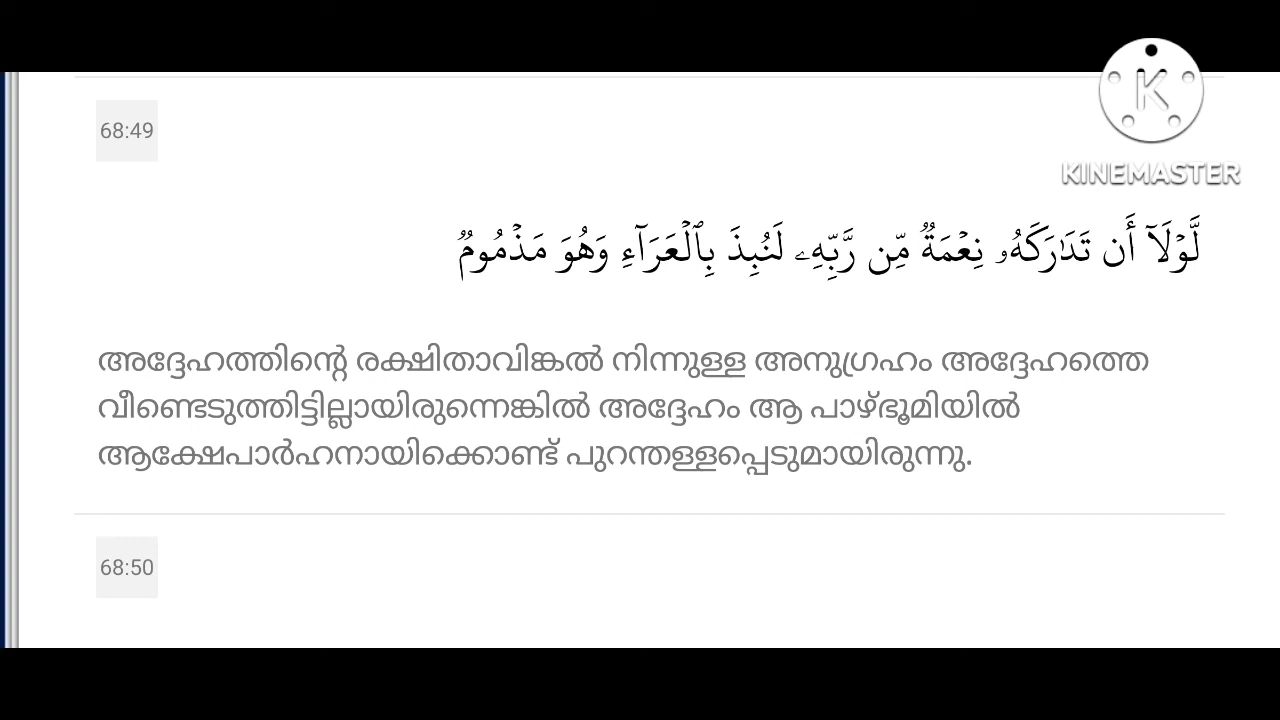 K
KINEMASTER
68:49
لَّوۡلَآ أَن تَدَٰرَكَهُۥ نِعۡمَةٞ مِّن رَّبِّهِۦ لَنُبِذَ بِٱلۡعَرَآءِ وَهُوَ مَذۡمُومٞ
അദ്ദേഹത്തിന്റെ രക്ഷിതാവിങ്കല്‍ നിന്നുള്ള അനുഗ്രഹം അദ്ദേഹത്തെ
വീണ്ടെടുത്തിട്ടില്ലായിരുന്നെങ്കില്‍ അദ്ദേഹം ആ പാഴ്ഭൂമിയില്‍
ആക്ഷേപാര്‍ഹനായിക്കൊണ്ട് പുറന്തള്ളപ്പെടുമായിരുന്നു.
68:50